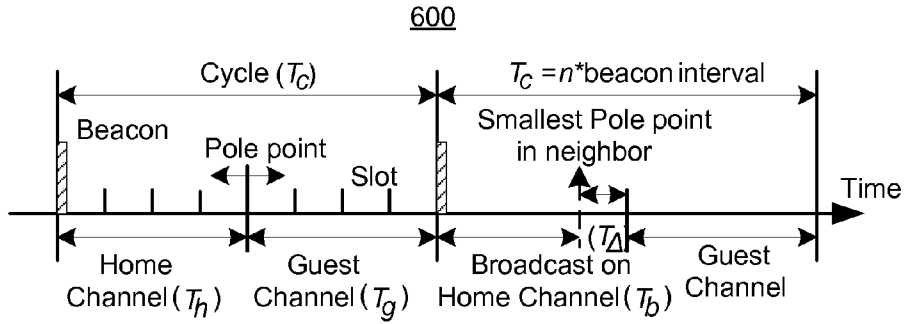 600
Cycle (Tc)
Tc = n*beacon interval
Beacon
Pole point
Slot
Smallest Pole point
in neighbor
Time
Home
Channel (Th)
Guest
Channel (Tg)
(TΔ)
Broadcast on
Home Channel (Tb)
Guest
Channel